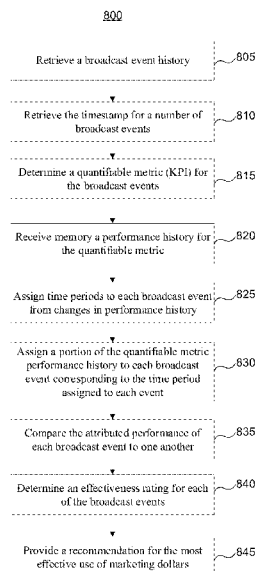 800
Retrieve a broadcast event history
805
Retrieve the timestamp for a number of
broadcast events
810
Determine a quantifiable metric (KPI) for
the broadcast events
815
Receive memory a performance history for
the quantifiable metric
820
Assign time periods to each broadcast event
from changes in performance history
825
Assign a portion of the quantifiable metric
performance history to each broadcast
event corresponding to the time period
assigned to each event
830
Compare the attributed performance of
each broadcast event to one another
835
Determine an effectiveness rating for each
of the broadcast events
840
Provide a recommendation for the most
effective use of marketing dollars
845